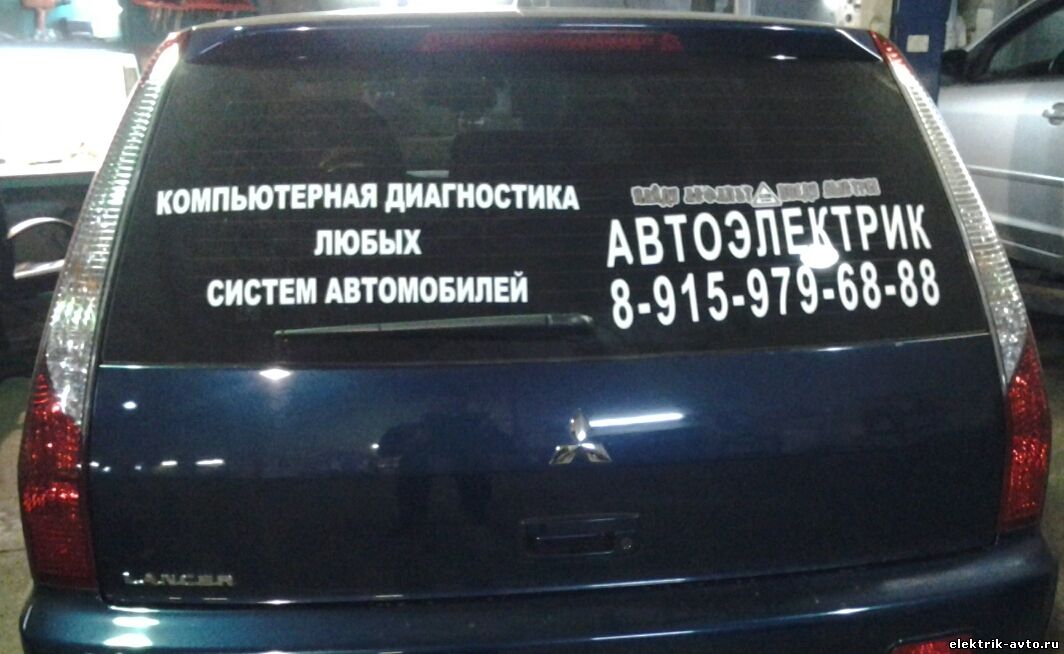 КОМПЬЮТЕРНАЯ ДИАГНОСТИКА
ЛЮБЫХ
СИСТЕМ АВТОМОБИЛЕЙ
АВТОЭЛЕКТРИК
8-915-979-68-88
LANCER
elektrik-avto.ru